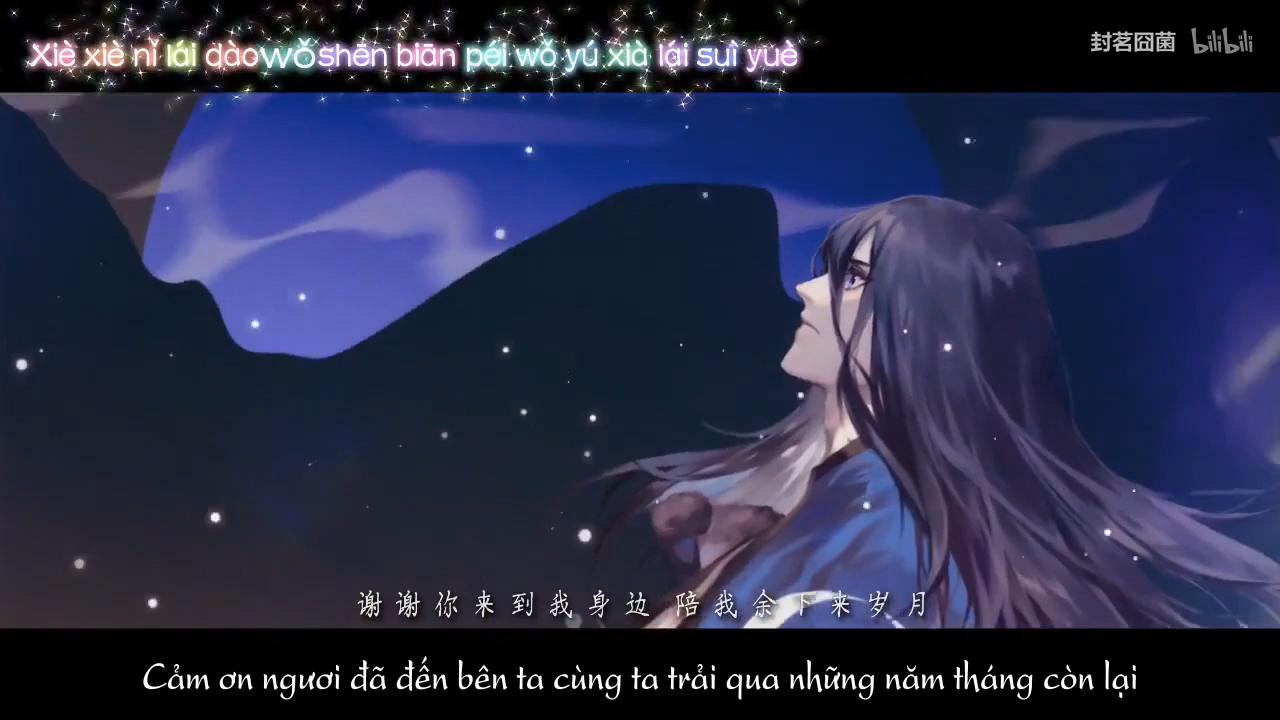 Xiè xiè nǐ lái dào wǒ shēn biān péi wǒ yú xià lái suì yuè
封茗囧菌 bilibili
谢谢你来到我身边 陪我余下来岁月
Cảm ơn ngươi đã đến bên ta cùng ta trải qua những năm tháng còn lại